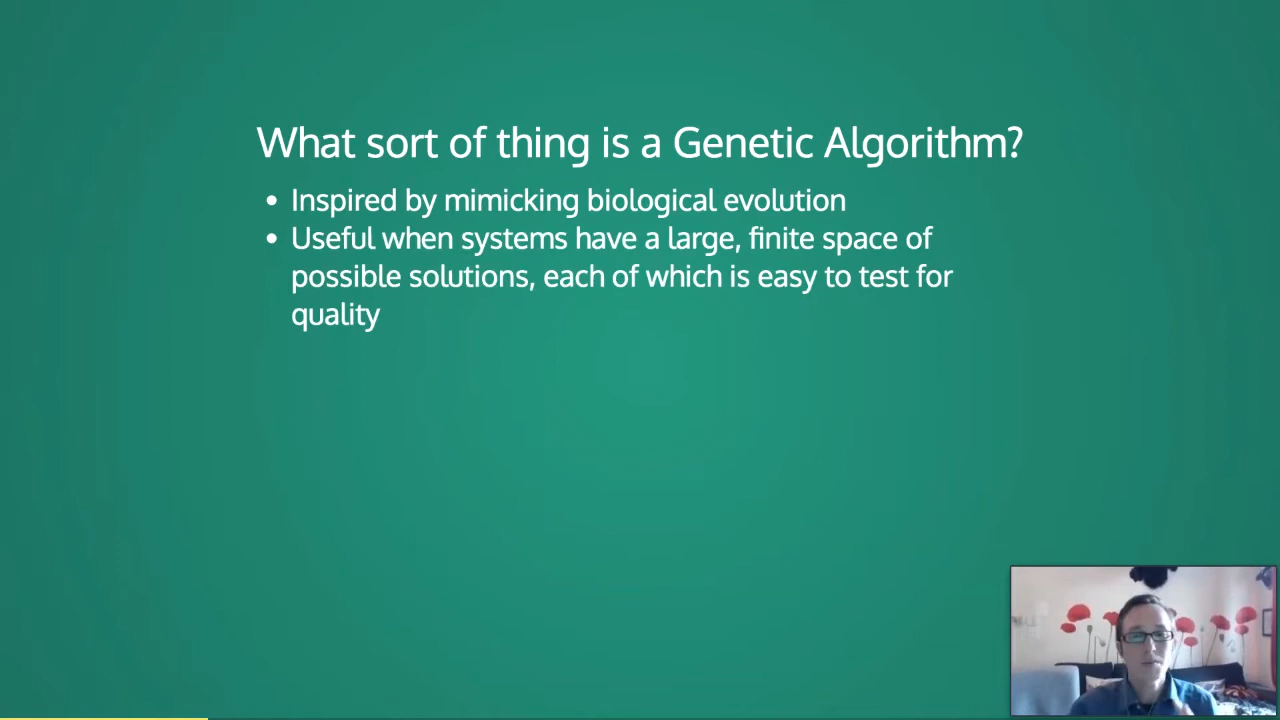 What sort of thing is a Genetic Algorithm?
• Inspired by mimicking biological evolution
• Useful when systems have a large, finite space of
possible solutions, each of which is easy to test for
quality